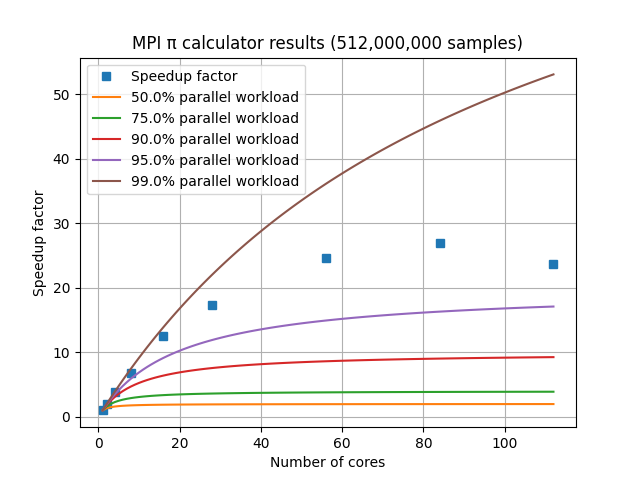 MPI π calculator results (512,000,000 samples)
Speedup factor
50.0% parallel workload
75.0% parallel workload
90.0% parallel workload
95.0% parallel workload
99.0% parallel workload
Speedup factor
50
40
30
20
10
0
0 20 40 60 80 100
Number of cores